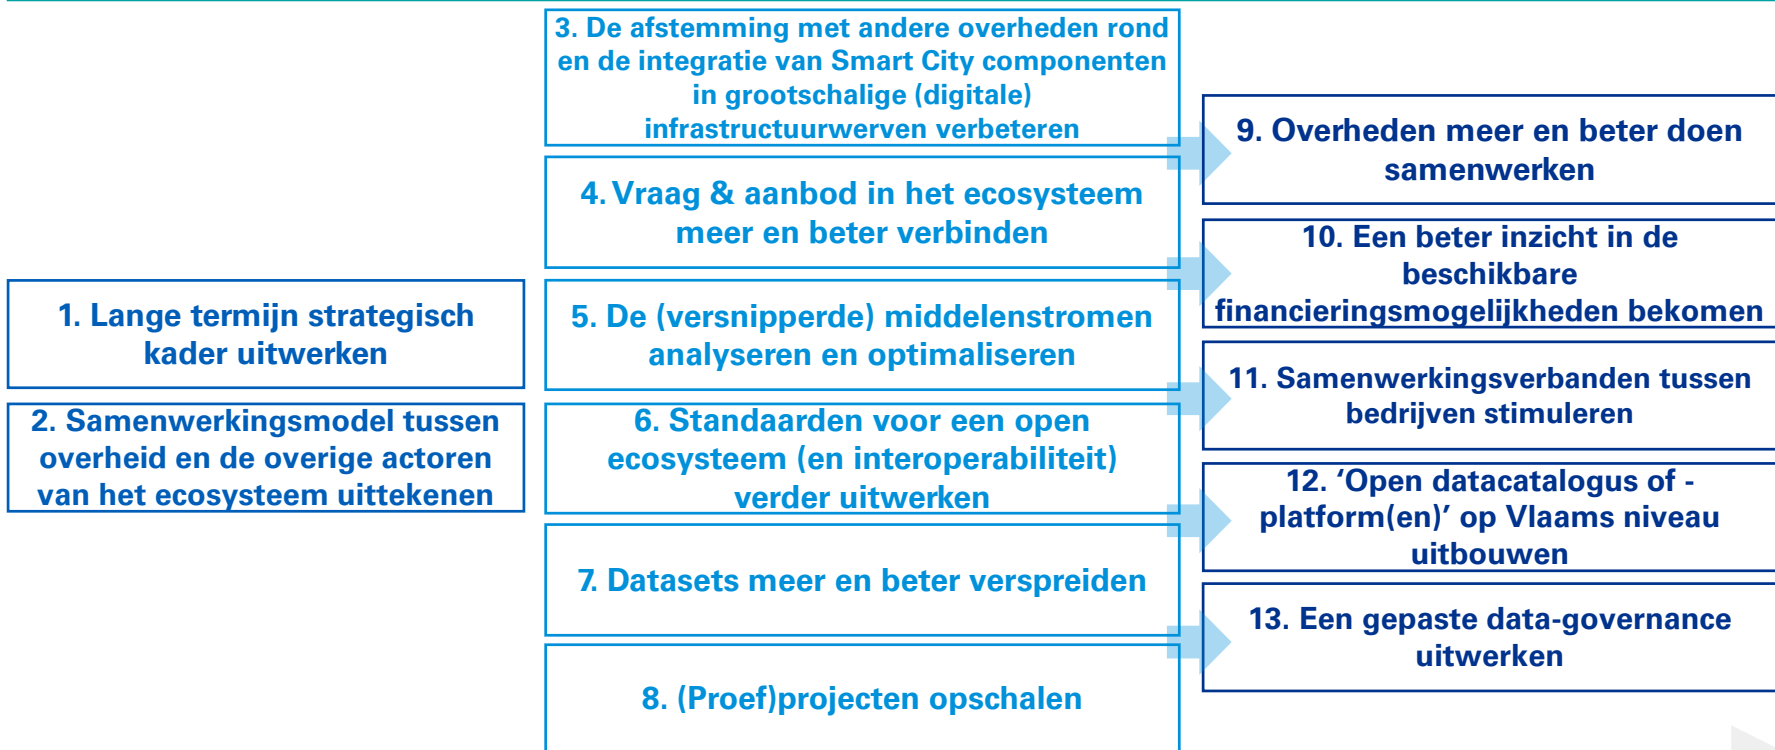 1. Lange termijn strategisch
kader uitwerken
2. Samenwerkingsmodel tussen
overheid en de overige actoren
van het ecosysteem uittekenen
3. De afstemming met andere overheden rond
en de integratie van Smart City componenten
in grootschalige (digitale)
infrastructuurwerven verbeteren
4. Vraag & aanbod in het ecosysteem
meer en beter verbinden
5. De (versnipperde) middelenstromen
analyseren en optimaliseren
6. Standaarden voor een open
ecosysteem (en interoperabiliteit)
verder uitwerken
7. Datasets meer en beter verspreiden
8. (Proef)projecten opschalen
9. Overheden meer en beter doen
samenwerken
10. Een beter inzicht in de
beschikbare
financieringsmogelijkheden bekomen
11. Samenwerkingsverbanden tussen
bedrijven stimuleren
12. ‘Open datacatalogus of -
platform(en)’ op Vlaams niveau
uitbouwen
13. Een gepaste data-governance
uitwerken